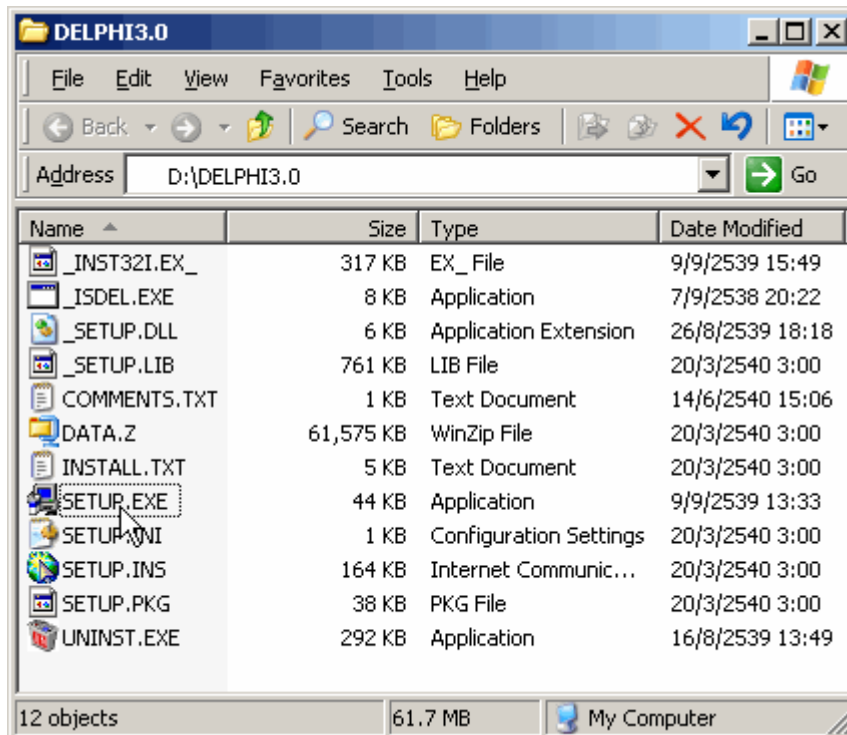 DELPHI3.0
File Edit View Favorites Tools Help
Back Search Folders
Address D:\DELPHI3.0 Go
Name Size Type Date Modified
_INST32I.EX_ 317 KB EX_ File 9/9/2539 15:49
_ISDEL.EXE 8 KB Application 7/9/2538 20:22
_SETUP.DLL 6 KB Application Extension 26/8/2539 18:18
_SETUP.LIB 761 KB LIB File 20/3/2540 3:00
COMMENTS.TXT 1 KB Text Document 14/6/2540 15:06
DATA.Z 61,575 KB WinZip File 20/3/2540 3:00
INSTALL.TXT 5 KB Text Document 20/3/2540 3:00
SETUP.EXE 44 KB Application 9/9/2539 13:33
SETUP.INI 1 KB Configuration Settings 20/3/2540 3:00
SETUP.INS 164 KB Internet Communic... 20/3/2540 3:00
SETUP.PKG 38 KB PKG File 20/3/2540 3:00
UNINST.EXE 292 KB Application 16/8/2539 13:49
12 objects 61.7 MB My Computer